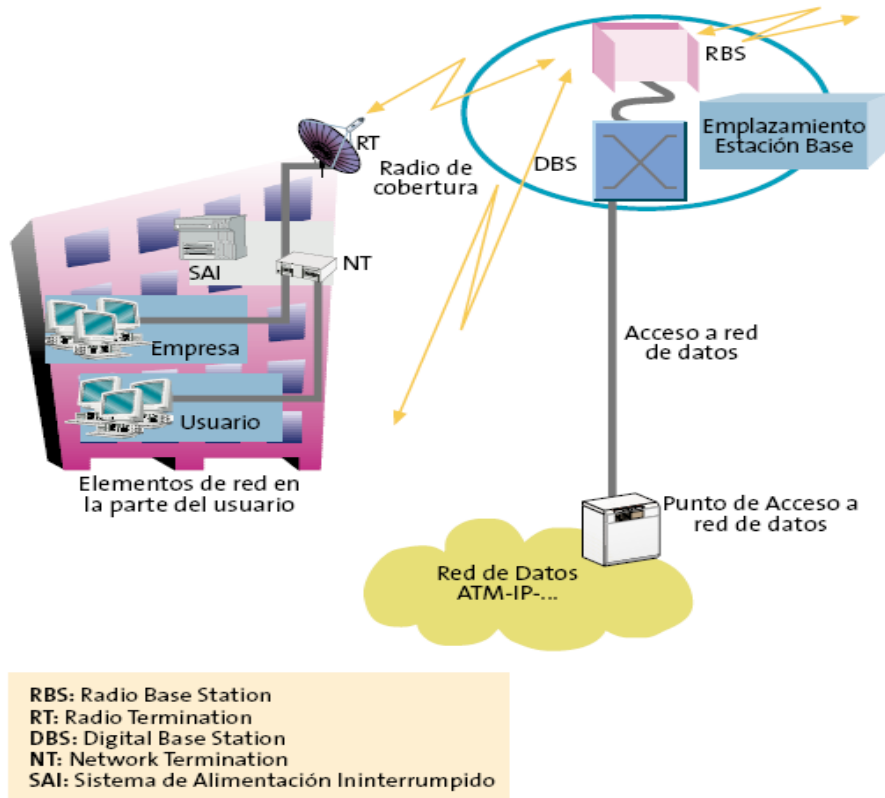 RBS
RT
Radio de
cobertura
DBS
Emplazamiento
Estación Base
SAI
NT
Empresa
Usuario
Acceso a red
de datos
Elementos de red en
la parte del usuario
Punto de Acceso a
red de datos
Red de Datos
ATM-IP-...
RBS: Radio Base Station
RT: Radio Termination
DBS: Digital Base Station
NT: Network Termination
SAI: Sistema de Alimentación Ininterrumpido